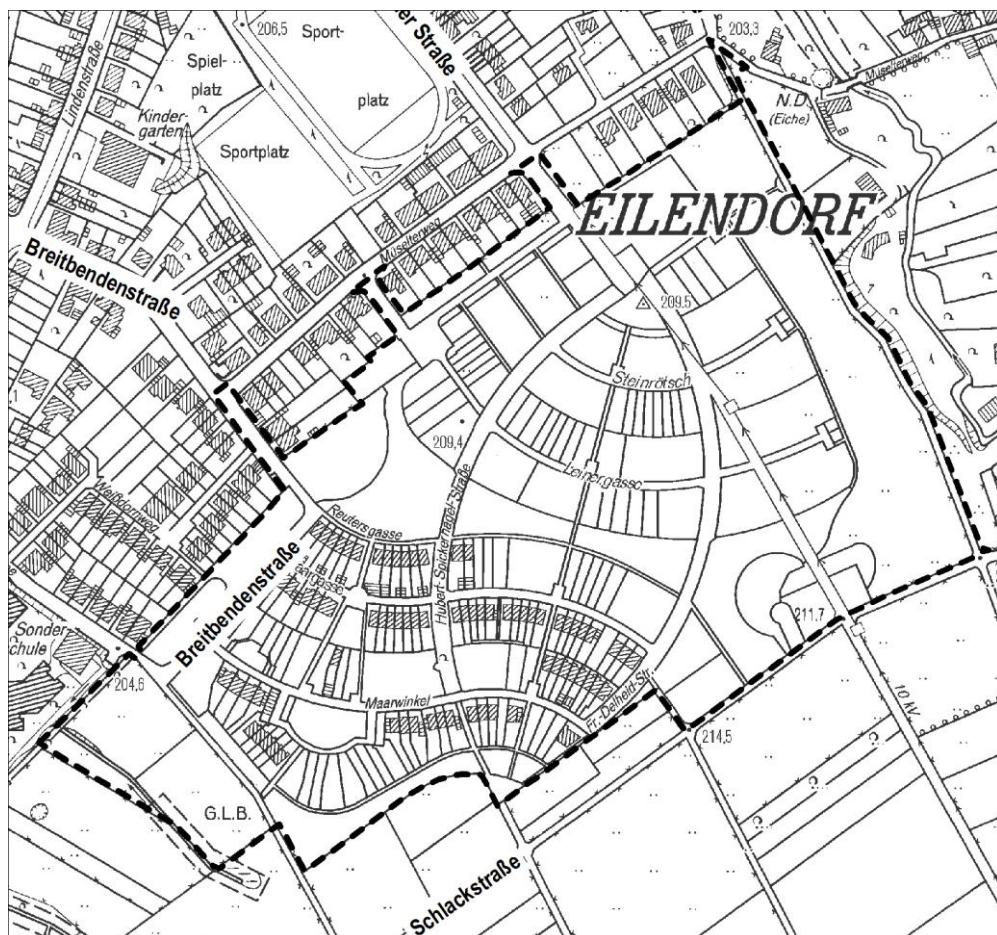 206,5
Sport-
platz
Spiel-
platz
Kinder-
garten
Sportplatz
Lindenstraße
er Straße
203,3
Müselterweg
N.D.
(Eiche)
EILENDORF
Breitbendenstraße
Müselterweg
209,5
Steinrötsch
209,4
Hubert-Spickernagel-Straße
Reutersgasse
Weißdornweg
Breitbendenstraße
Sonder
chule
204,6
Maarwinkel
Fr.-Delheid-Str.
211,7
10 kV
214,5
G.L.B.
Schlackstraße